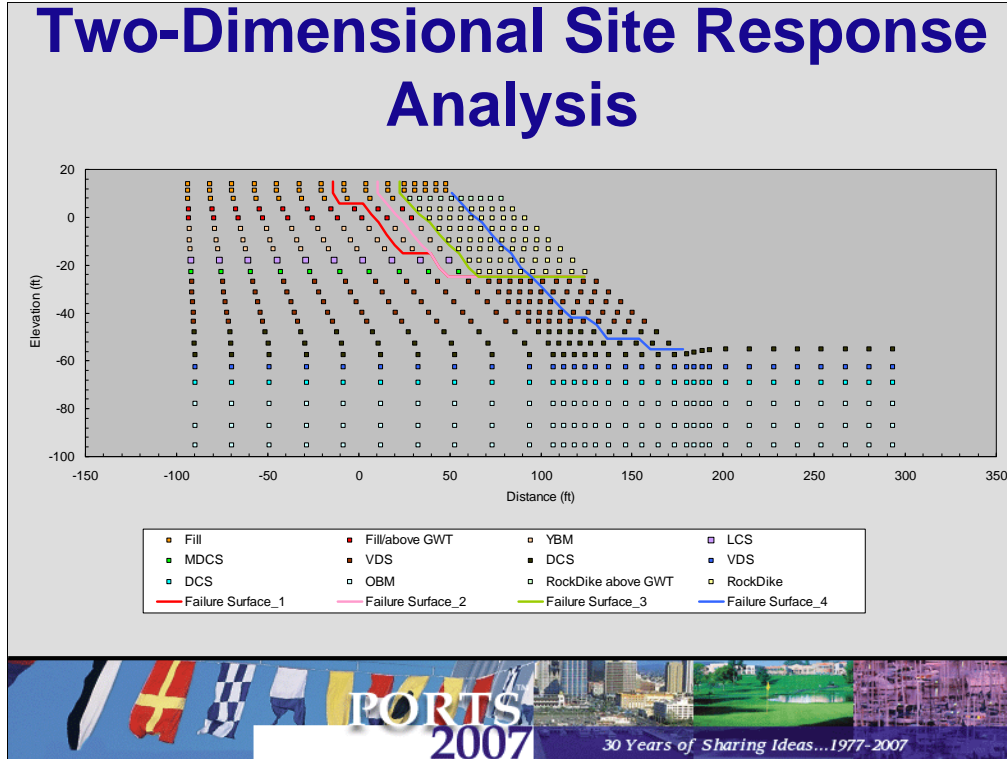 Two-Dimensional Site Response
Analysis
20
0
-20
-40
-60
-80
-100
Elevation (ft)
-150 -100 -50 0 50 100 150 200 250 300 350
Distance (ft)
Fill Fill/above GWT YBM LCS
MDCS VDS DCS VDS
DCS OBM RockDike above GWT RockDike
Failure Surface_1 Failure Surface_2 Failure Surface_3 Failure Surface_4
PORTS™
2007
30 Years of Sharing Ideas...1977-2007